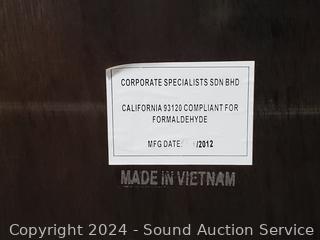 CORPORATE SPECIALISTS SDN BHD
CALIFORNIA 93120 COMPLIANT FOR
FORMALDEHYDE
MFG DATE: /2012
MADE IN VIETNAM
Copyright © 2024 - Sound Auction Service